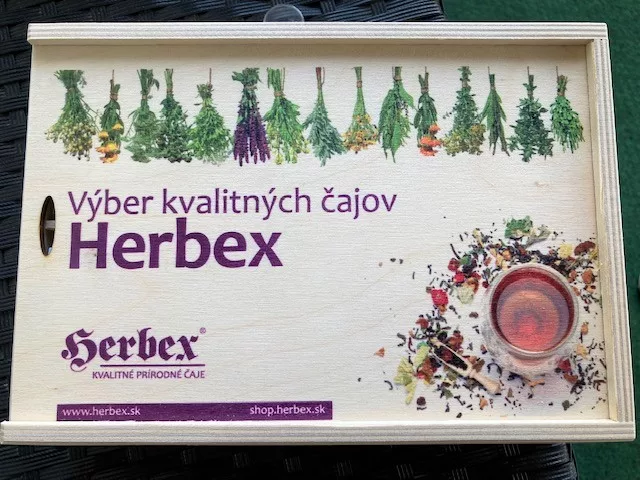 Výber kvalitných čajov
Herbex
Herbex®
KVALITNÉ PRÍRODNÉ ČAJE
www.herbex.sk shop.herbex.sk